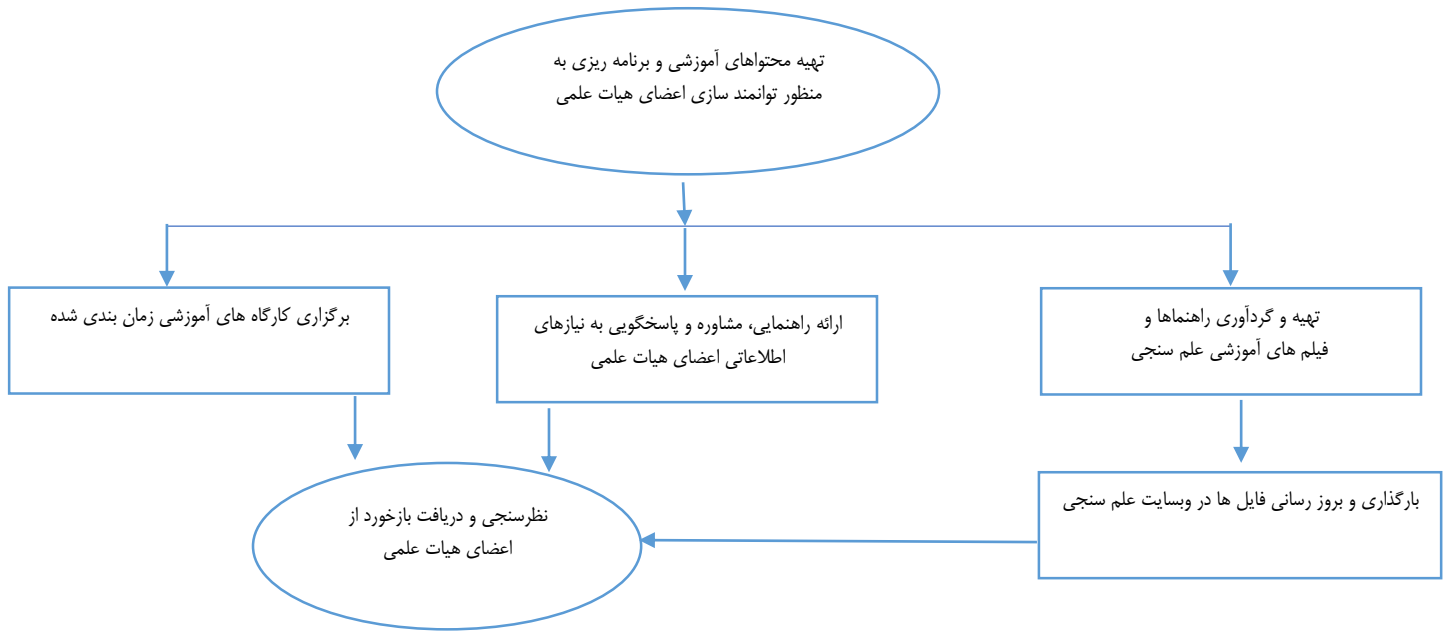 تهیه محتواهای آموزشی و برنامه ریزی به
منظور توانمند سازی اعضای هیات علمی
تهیه و گردآوری راهنماها و
فیلم های آموزشی علم سنجی
ارائه راهنمایی، مشاوره و پاسخگویی به نیازهای
اطلاعاتی اعضای هیات علمی
برگزاری کارگاه های آموزشی زمان بندی شده
بارگذاری و بروز رسانی فایل ها در وبسایت علم سنجی
نظرسنجی و دریافت بازخورد از
اعضای هیات علمی